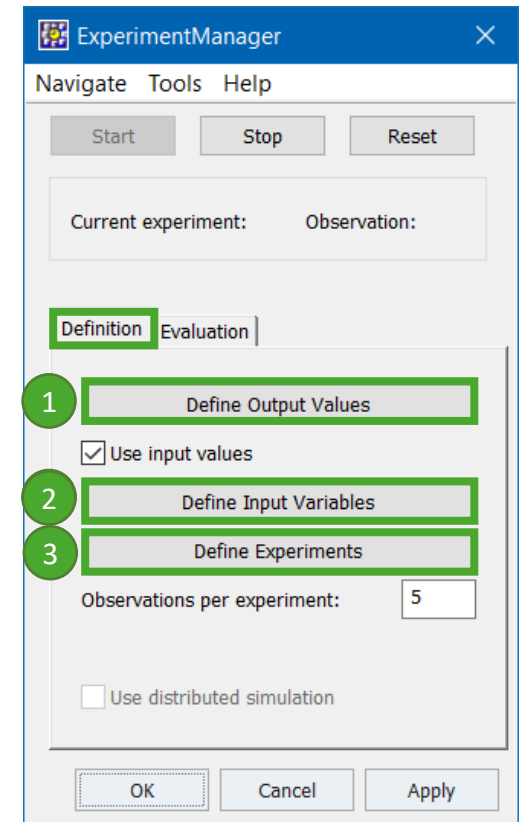 ExperimentManager
Navigate Tools Help
Start Stop Reset
Current experiment: Observation:
Definition Evaluation
1 Define Output Values
Use input values
2 Define Input Variables
3 Define Experiments
Observations per experiment: 5
Use distributed simulation
OK Cancel Apply